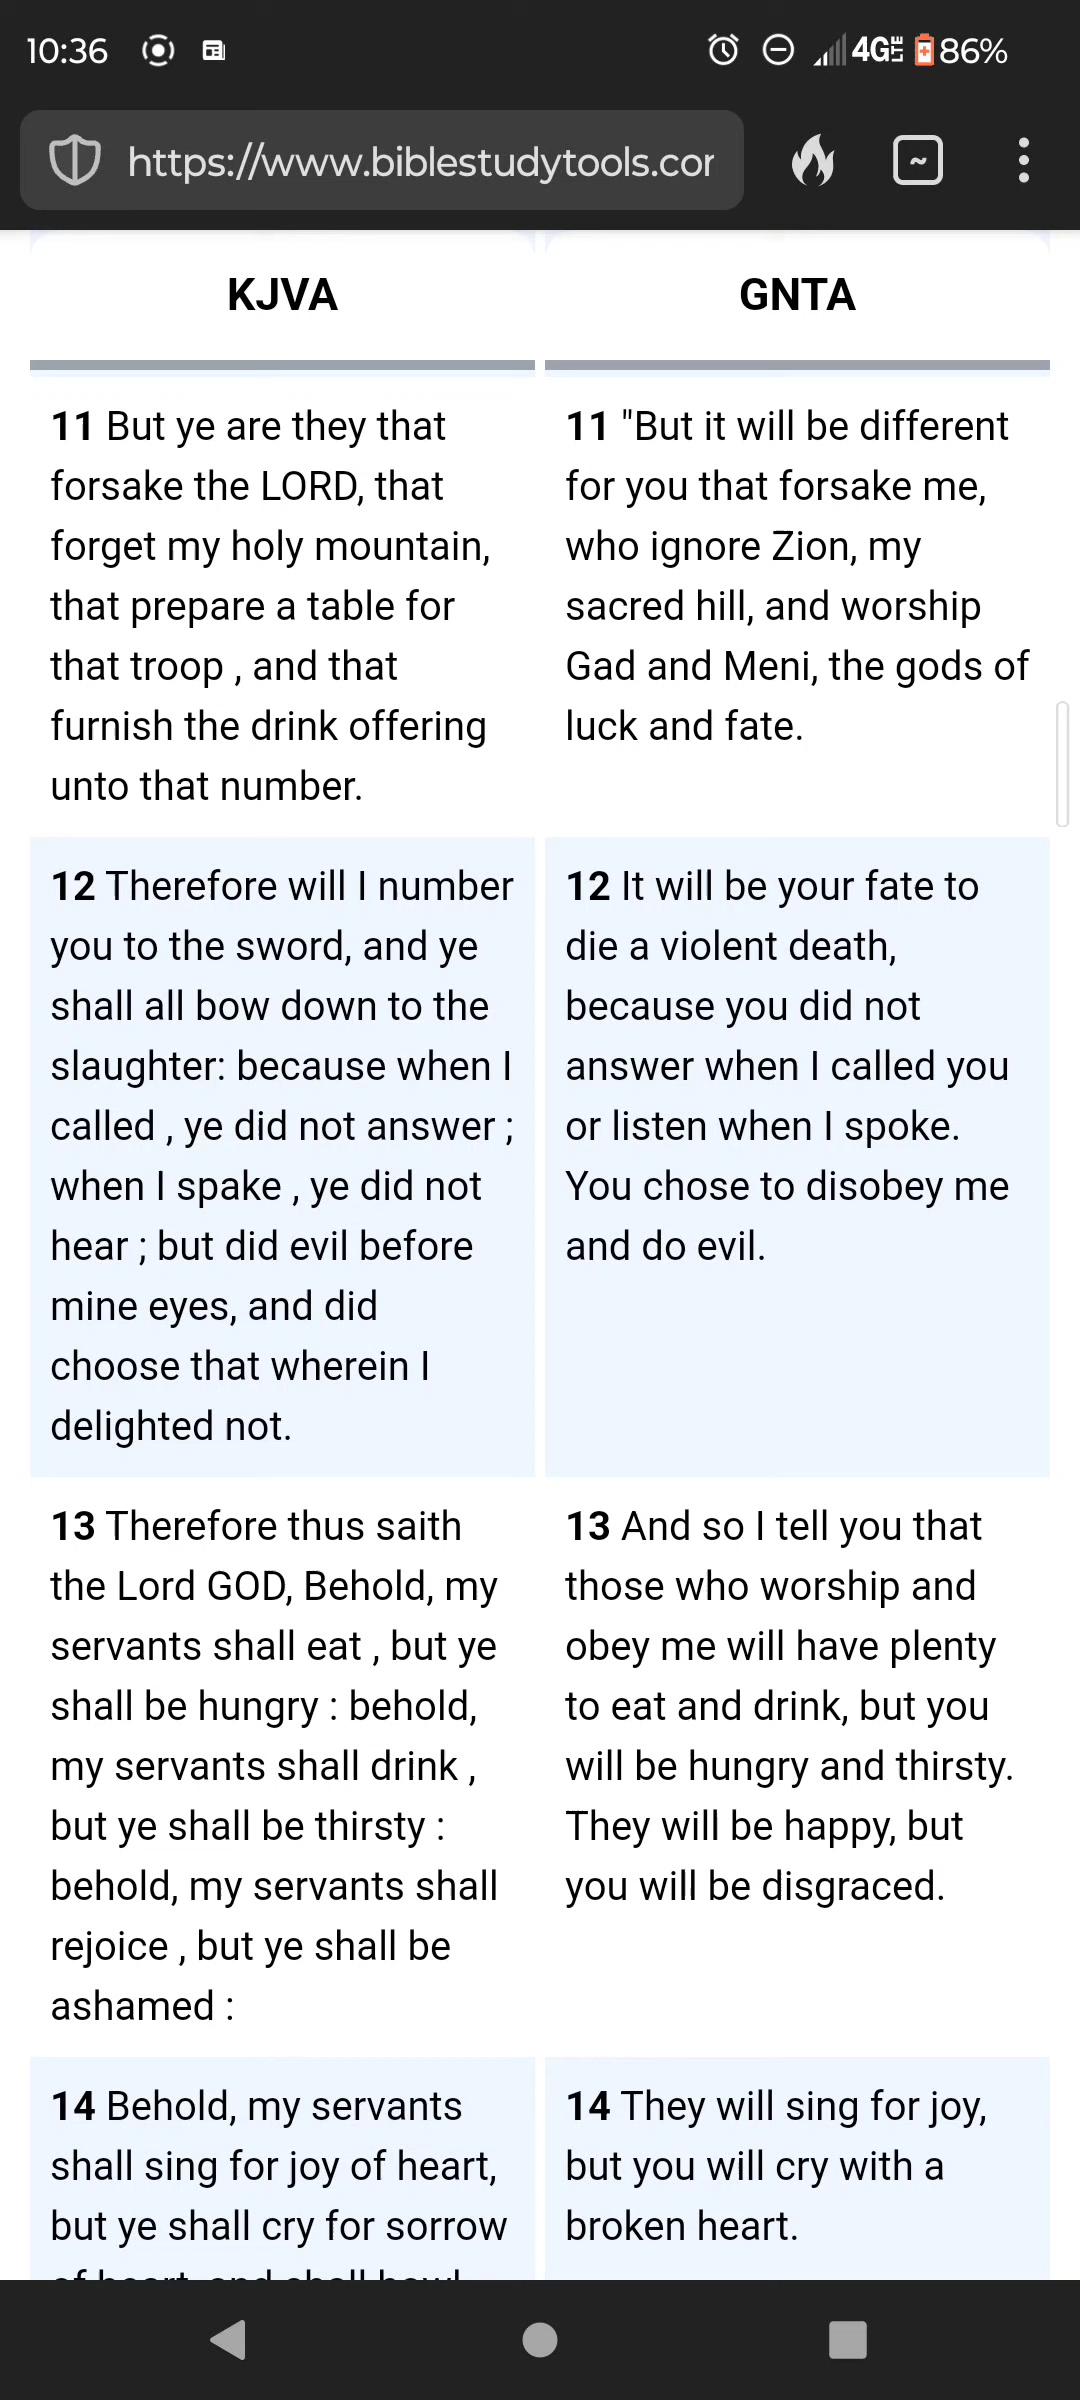 10:36
4G LTE 86%
https://www.biblestudytools.cor
KJVA
11 But ye are they that
forsake the LORD, that
forget my holy mountain,
that prepare a table for
that troop , and that
furnish the drink offering
unto that number.
12 Therefore will I number
you to the sword, and ye
shall all bow down to the
slaughter: because when I
called , ye did not answer ;
when I spake , ye did not
hear ; but did evil before
mine eyes, and did
choose that wherein I
delighted not.
13 Therefore thus saith
the Lord GOD, Behold, my
servants shall eat , but ye
shall be hungry : behold,
my servants shall drink ,
but ye shall be thirsty :
behold, my servants shall
rejoice , but ye shall be
ashamed :
14 Behold, my servants
shall sing for joy of heart,
but ye shall cry for sorrow
of heart, and shall howl
GNTA
11 "But it will be different
for you that forsake me,
who ignore Zion, my
sacred hill, and worship
Gad and Meni, the gods of
luck and fate.
12 It will be your fate to
die a violent death,
because you did not
answer when I called you
or listen when I spoke.
You chose to disobey me
and do evil.
13 And so I tell you that
those who worship and
obey me will have plenty
to eat and drink, but you
will be hungry and thirsty.
They will be happy, but
you will be disgraced.
14 They will sing for joy,
but you will cry with a
broken heart.